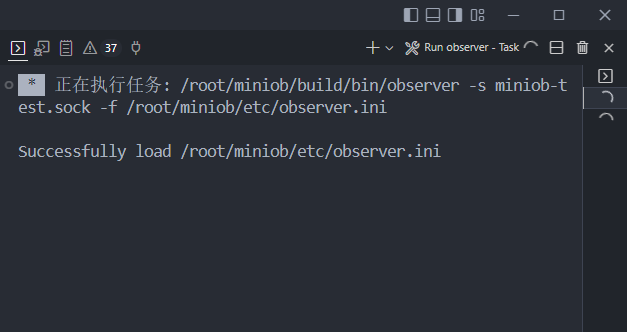 37
Run observer - Task
* 正在执行任务: /root/miniob/build/bin/observer -s miniob-t
est.sock -f /root/miniob/etc/observer.ini
Successfully load /root/miniob/etc/observer.ini